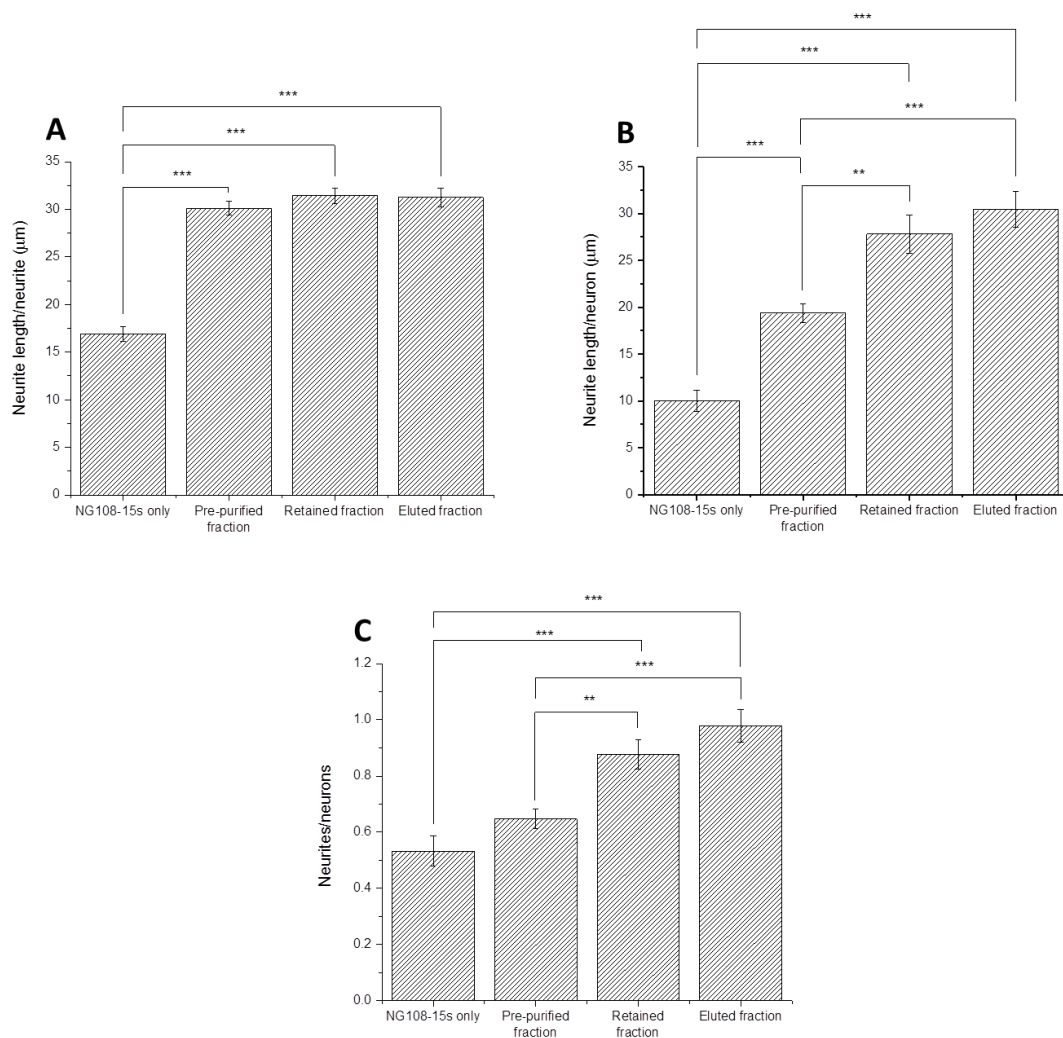 A
***
***
***
Neurite length/neurite (μm)
35
30
25
20
15
10
5
0
NG108-15s only
Pre-purified
fraction
Retained fraction
Eluted fraction
B
***
***
***
***
**
Neurite length/neuron (μm)
35
30
25
20
15
10
5
0
NG108-15s only
Pre-purified
fraction
Retained fraction
Eluted fraction
C
***
***
***
**
Neurites/neurons
1.2
1.0
0.8
0.6
0.4
0.2
0.0
NG108-15s only
Pre-purified
fraction
Retained
fraction
Eluted fraction